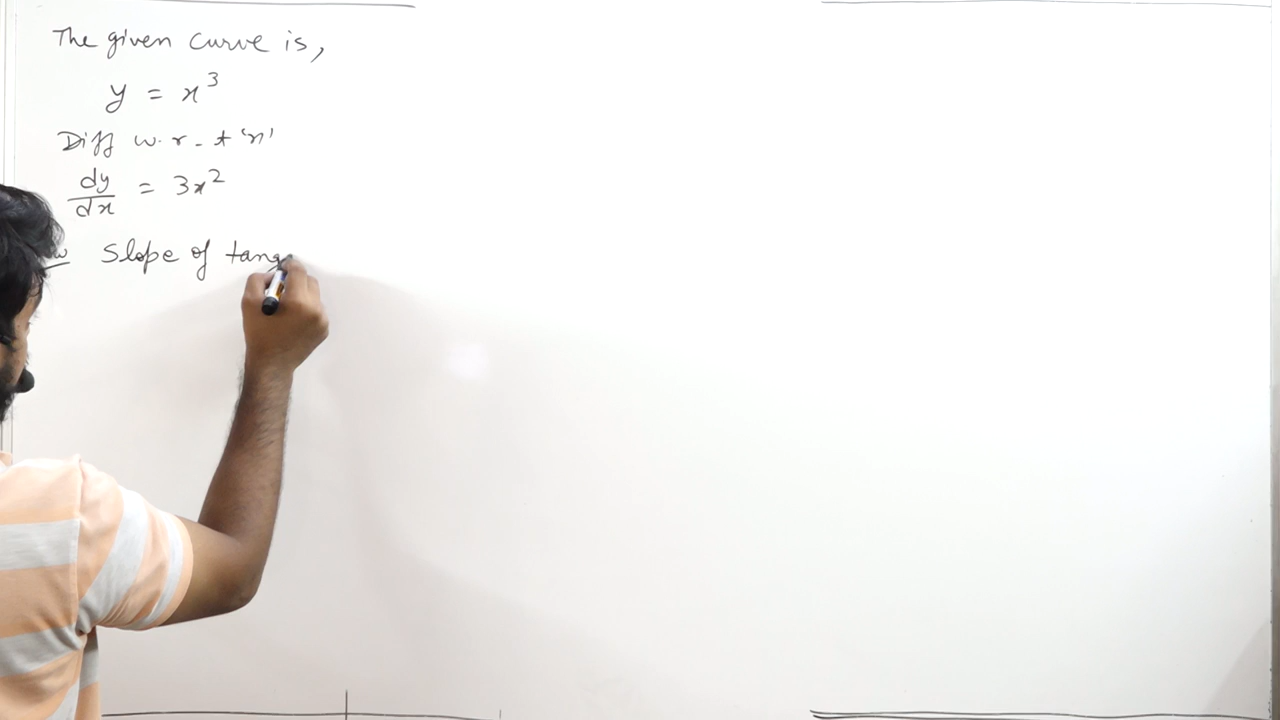 The given curve is,
y = x³
Diff w.r.t 'x'
dy/dx = 3x²
Slope of tang